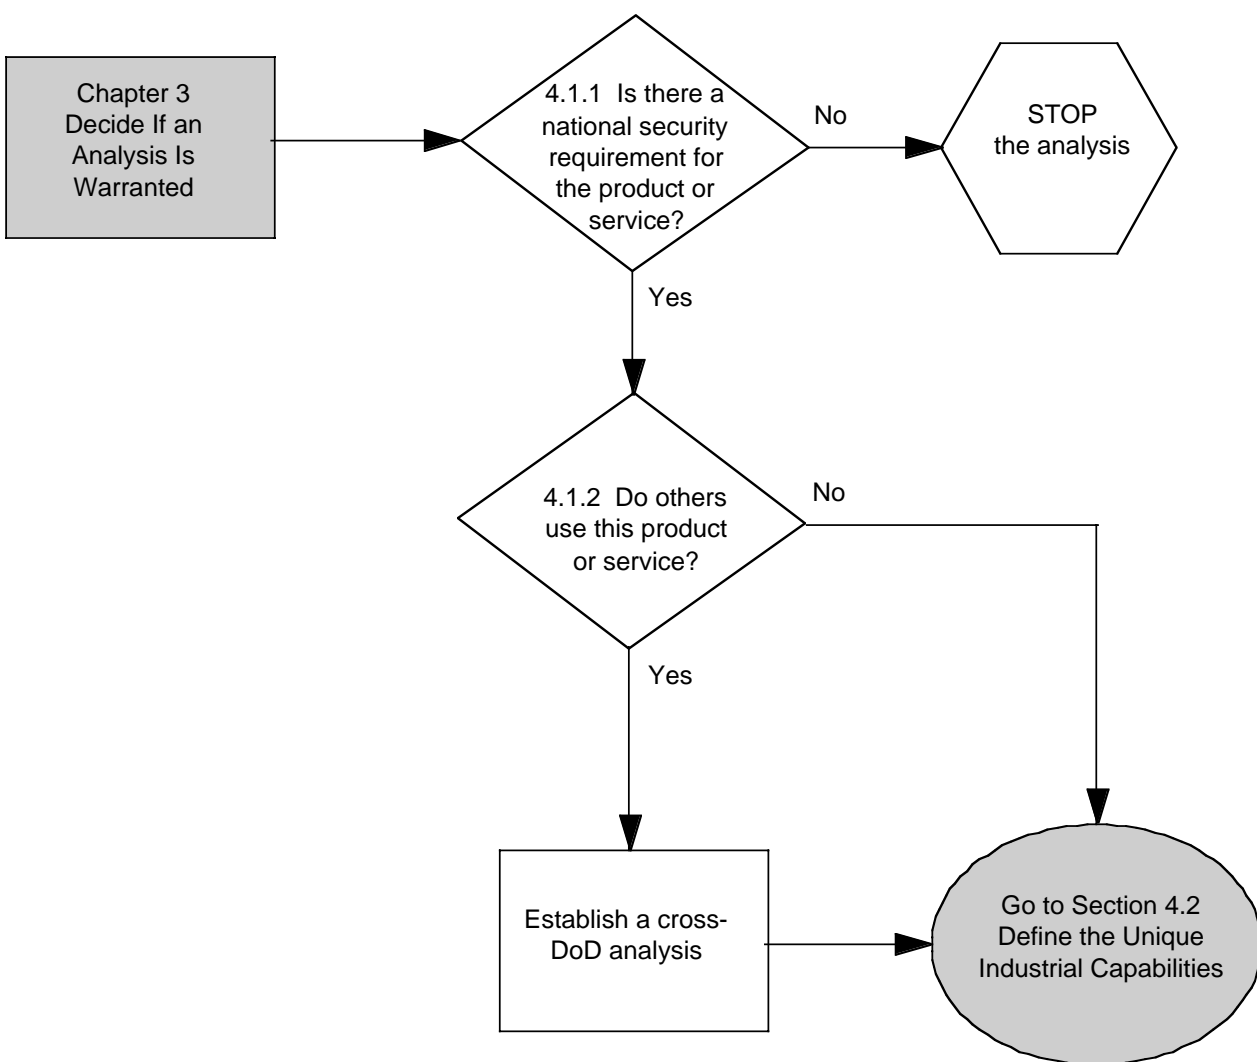 Chapter 3
Decide If an
Analysis Is
Warranted
4.1.1 Is there a
national security
requirement for
the product or
service?
No
STOP
the analysis
Yes
4.1.2 Do others
use this product
or service?
No
Yes
Establish a cross-
DoD analysis
Go to Section 4.2
Define the Unique
Industrial Capabilities